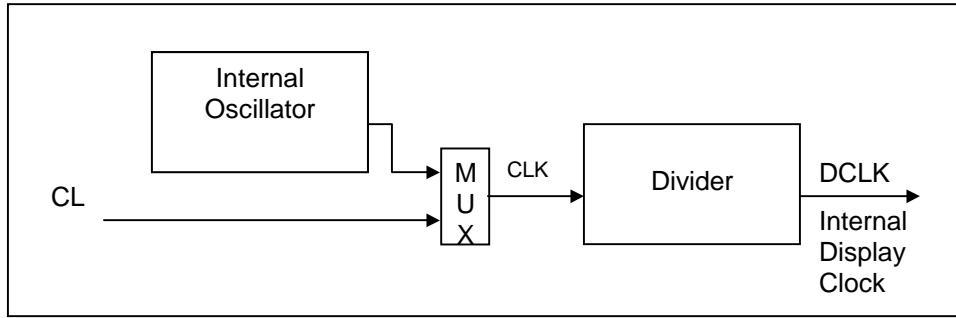 Internal
Oscillator
CL
M
U
X
CLK
Divider
DCLK
Internal
Display
Clock